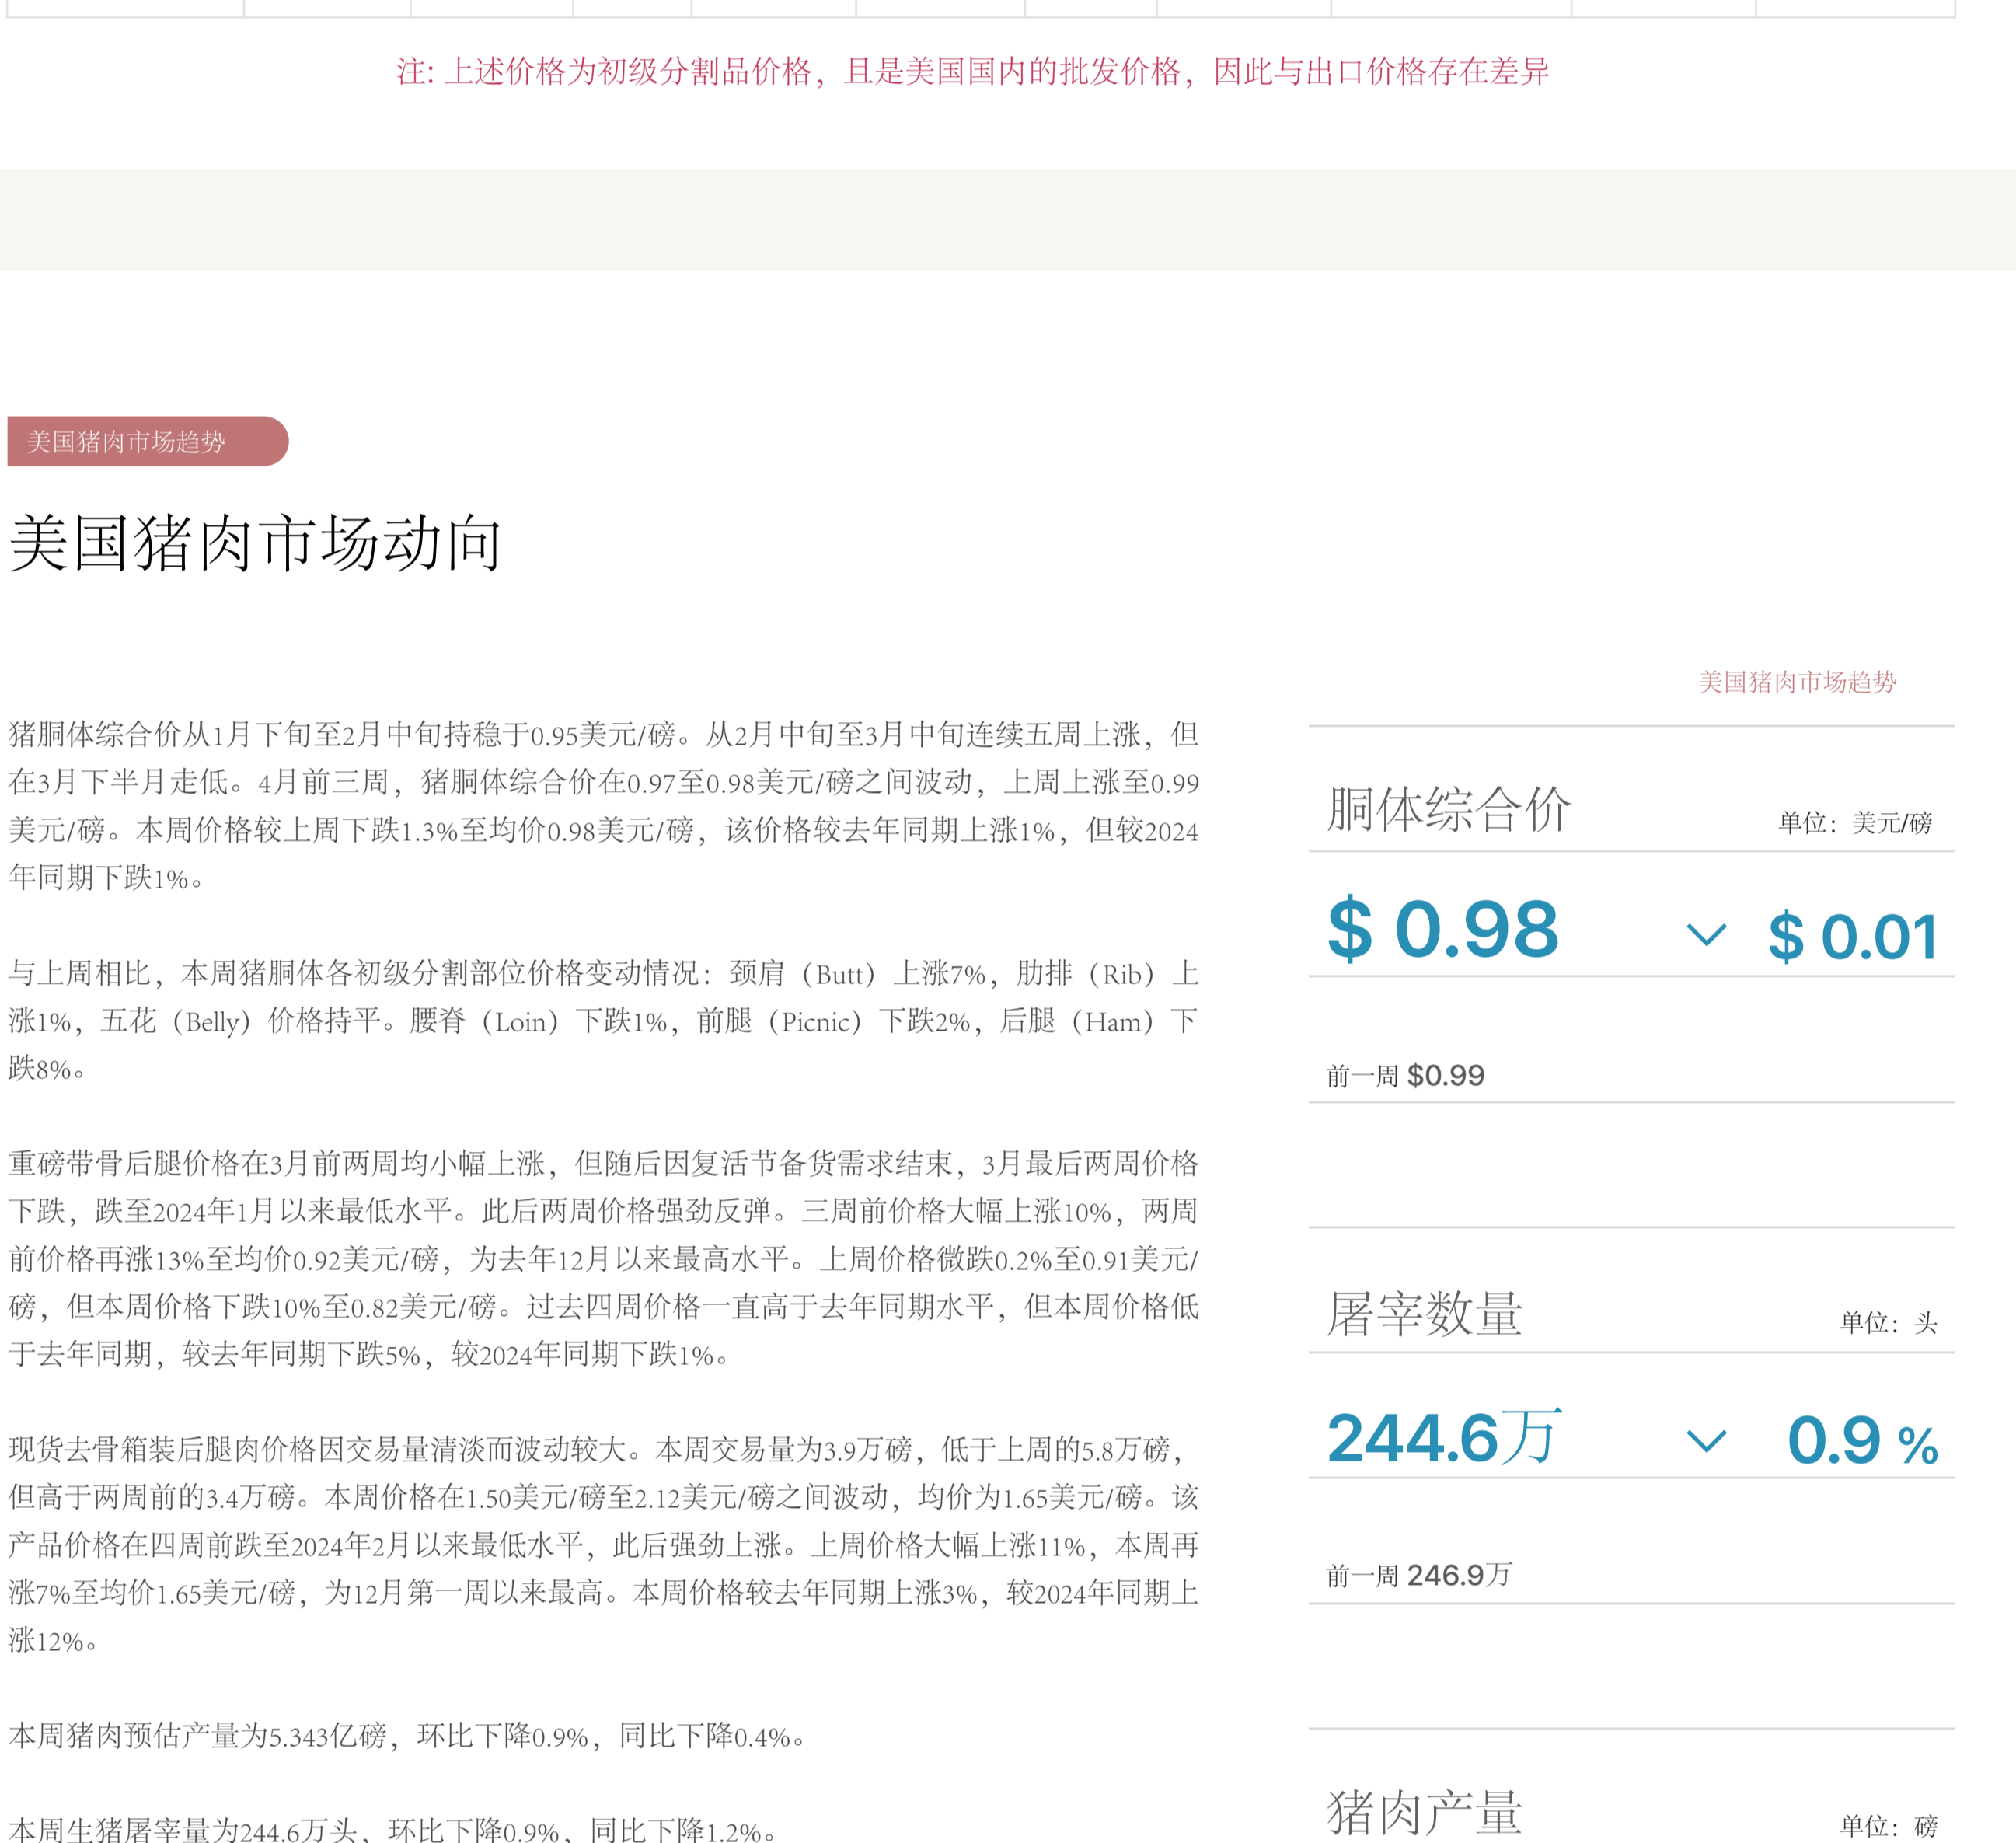 注: 上述价格为初级分割品价格，且是美国国内的批发价格，因此与出口价格存在差异
美国猪肉市场趋势
美国猪肉市场动向
猪胴体综合价从1月下旬至2月中旬持稳于0.95美元/磅。从2月中旬至3月中旬连续五周上涨，但
在3月下半月走低。4月前三周，猪胴体综合价在0.97至0.98美元/磅之间波动，上周上涨至0.99
美元/磅。本周价格较上周下跌1.3%至均价0.98美元/磅，该价格较去年同期上涨1%，但较2024
年同期下跌1%。
与上周相比，本周猪胴体各初级分割部位价格变动情况：颈肩（Butt）上涨7%，肋排（Rib）上
涨1%，五花（Belly）价格持平。腰脊（Loin）下跌1%，前腿（Picnic）下跌2%，后腿（Ham）下
跌8%。
重磅带骨后腿价格在3月前两周均小幅上涨，但随后因复活节备货需求结束，3月最后两周价格
下跌，跌至2024年1月以来最低水平。此后两周价格强劲反弹。三周前价格大幅上涨10%，两周
前价格再涨13%至均价0.92美元/磅，为去年12月以来最高水平。上周价格微跌0.2%至0.91美元/
磅，但本周价格下跌10%至0.82美元/磅。过去四周价格一直高于去年同期水平，但本周价格低
于去年同期，较去年同期下跌5%，较2024年同期下跌1%。
现货去骨箱装后腿肉价格因交易量清淡而波动较大。本周交易量为3.9万磅，低于上周的5.8万磅，
但高于两周前的3.4万磅。本周价格在1.50美元/磅至2.12美元/磅之间波动，均价为1.65美元/磅。该
产品价格在四周前跌至2024年2月以来最低水平，此后强劲上涨。上周价格大幅上涨11%，本周再
涨7%至均价1.65美元/磅，为12月第一周以来最高。本周价格较去年同期上涨3%，较2024年同期上
涨12%。
本周猪肉预估产量为5.343亿磅，环比下降0.9%，同比下降0.4%。
本周生猪屠宰量为244.6万头，环比下降0.9%，同比下降1.2%。
美国猪肉市场趋势
胴体综合价 单位：美元/磅
$ 0.98 $ 0.01
前一周 $0.99
屠宰数量 单位：头
244.6万 0.9 %
前一周 246.9万
猪肉产量 单位：磅